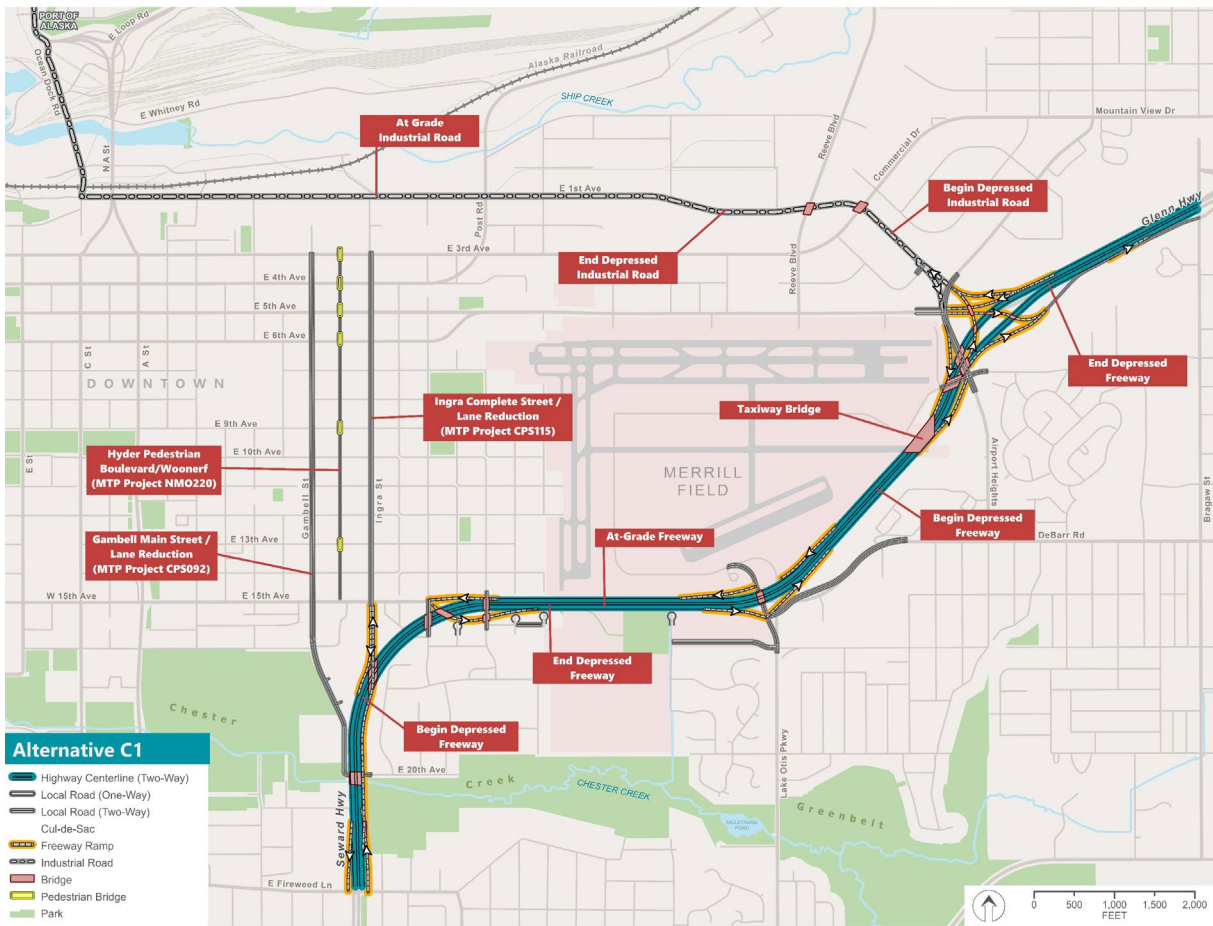 PORT OF
ALASKA
E Loop Rd
Ocean Dock Rd
Alaska Railroad
SHIP CREEK
E Whitney Rd
Mountain View Dr
Reeve Blvd
Commercial Dr
N A St
At Grade
Industrial Road
E 1st Ave
Begin Depressed
Industrial Road
Glenn Hwy
Post Rd
E 3rd Ave
End Depressed
Industrial Road
Reeve Blvd
E 4th Ave
E 5th Ave
E 6th Ave
C St
A St
DOWNTOWN
End Depressed
Freeway
Ingra Complete Street /
Lane Reduction
(MTP Project CPS115)
Taxiway Bridge
E 9th Ave
E 10th Ave
E St
Hyder Pedestrian
Boulevard/Woonerf
(MTP Project NMO220)
Gambell St
Ingra St
MERRILL
FIELD
Airport Heights
Bragaw St
Begin Depressed
Freeway
E 13th Ave
Gambell Main Street /
Lane Reduction
(MTP Project CPS092)
At-Grade Freeway
DeBarr Rd
W 15th Ave
E 15th Ave
End Depressed
Freeway
Chester
Begin Depressed
Freeway
E 20th Ave
Creek
CHESTER CREEK
Lake Otis Pkwy
Greenbelt
HILLSTRAND
POND
Seward Hwy
E Fireweed Ln
Alternative C1
Highway Centerline (Two-Way)
Local Road (One-Way)
Local Road (Two-Way)
Cul-de-Sac
Freeway Ramp
Industrial Road
Bridge
Pedestrian Bridge
Park
0 500 1,000 1,500 2,000
FEET